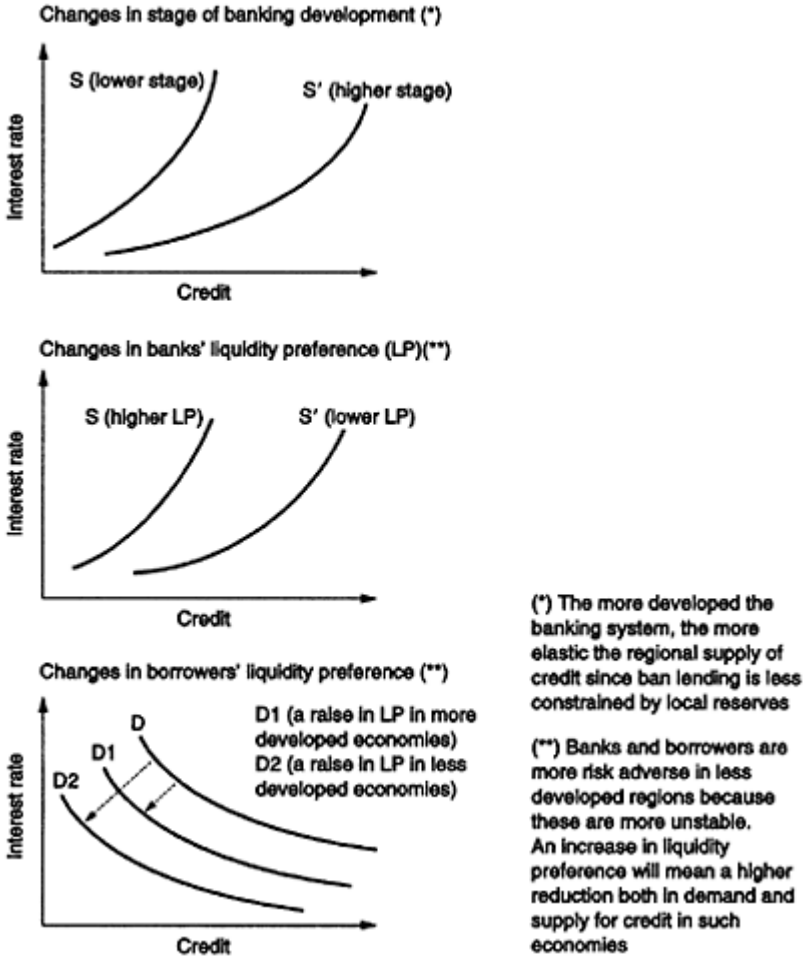 Changes in stage of banking development (*)
S (lower stage)
S′ (higher stage)
Interest rate
Credit
Changes in banks' liquidity preference (LP)(**)
S (higher LP)
S′ (lower LP)
Interest rate
Credit
Changes in borrowers' liquidity preference (**)
D
D1
D2
D1 (a raise in LP in more
developed economies)
D2 (a raise in LP in less
developed economies)
Interest rate
Credit
(*) The more developed the
banking system, the more
elastic the regional supply of
credit since ban lending is less
constrained by local reserves
(**) Banks and borrowers are
more risk adverse in less
developed regions because
these are more unstable.
An increase in liquidity
preference will mean a higher
reduction both in demand and
supply for credit in such
economies